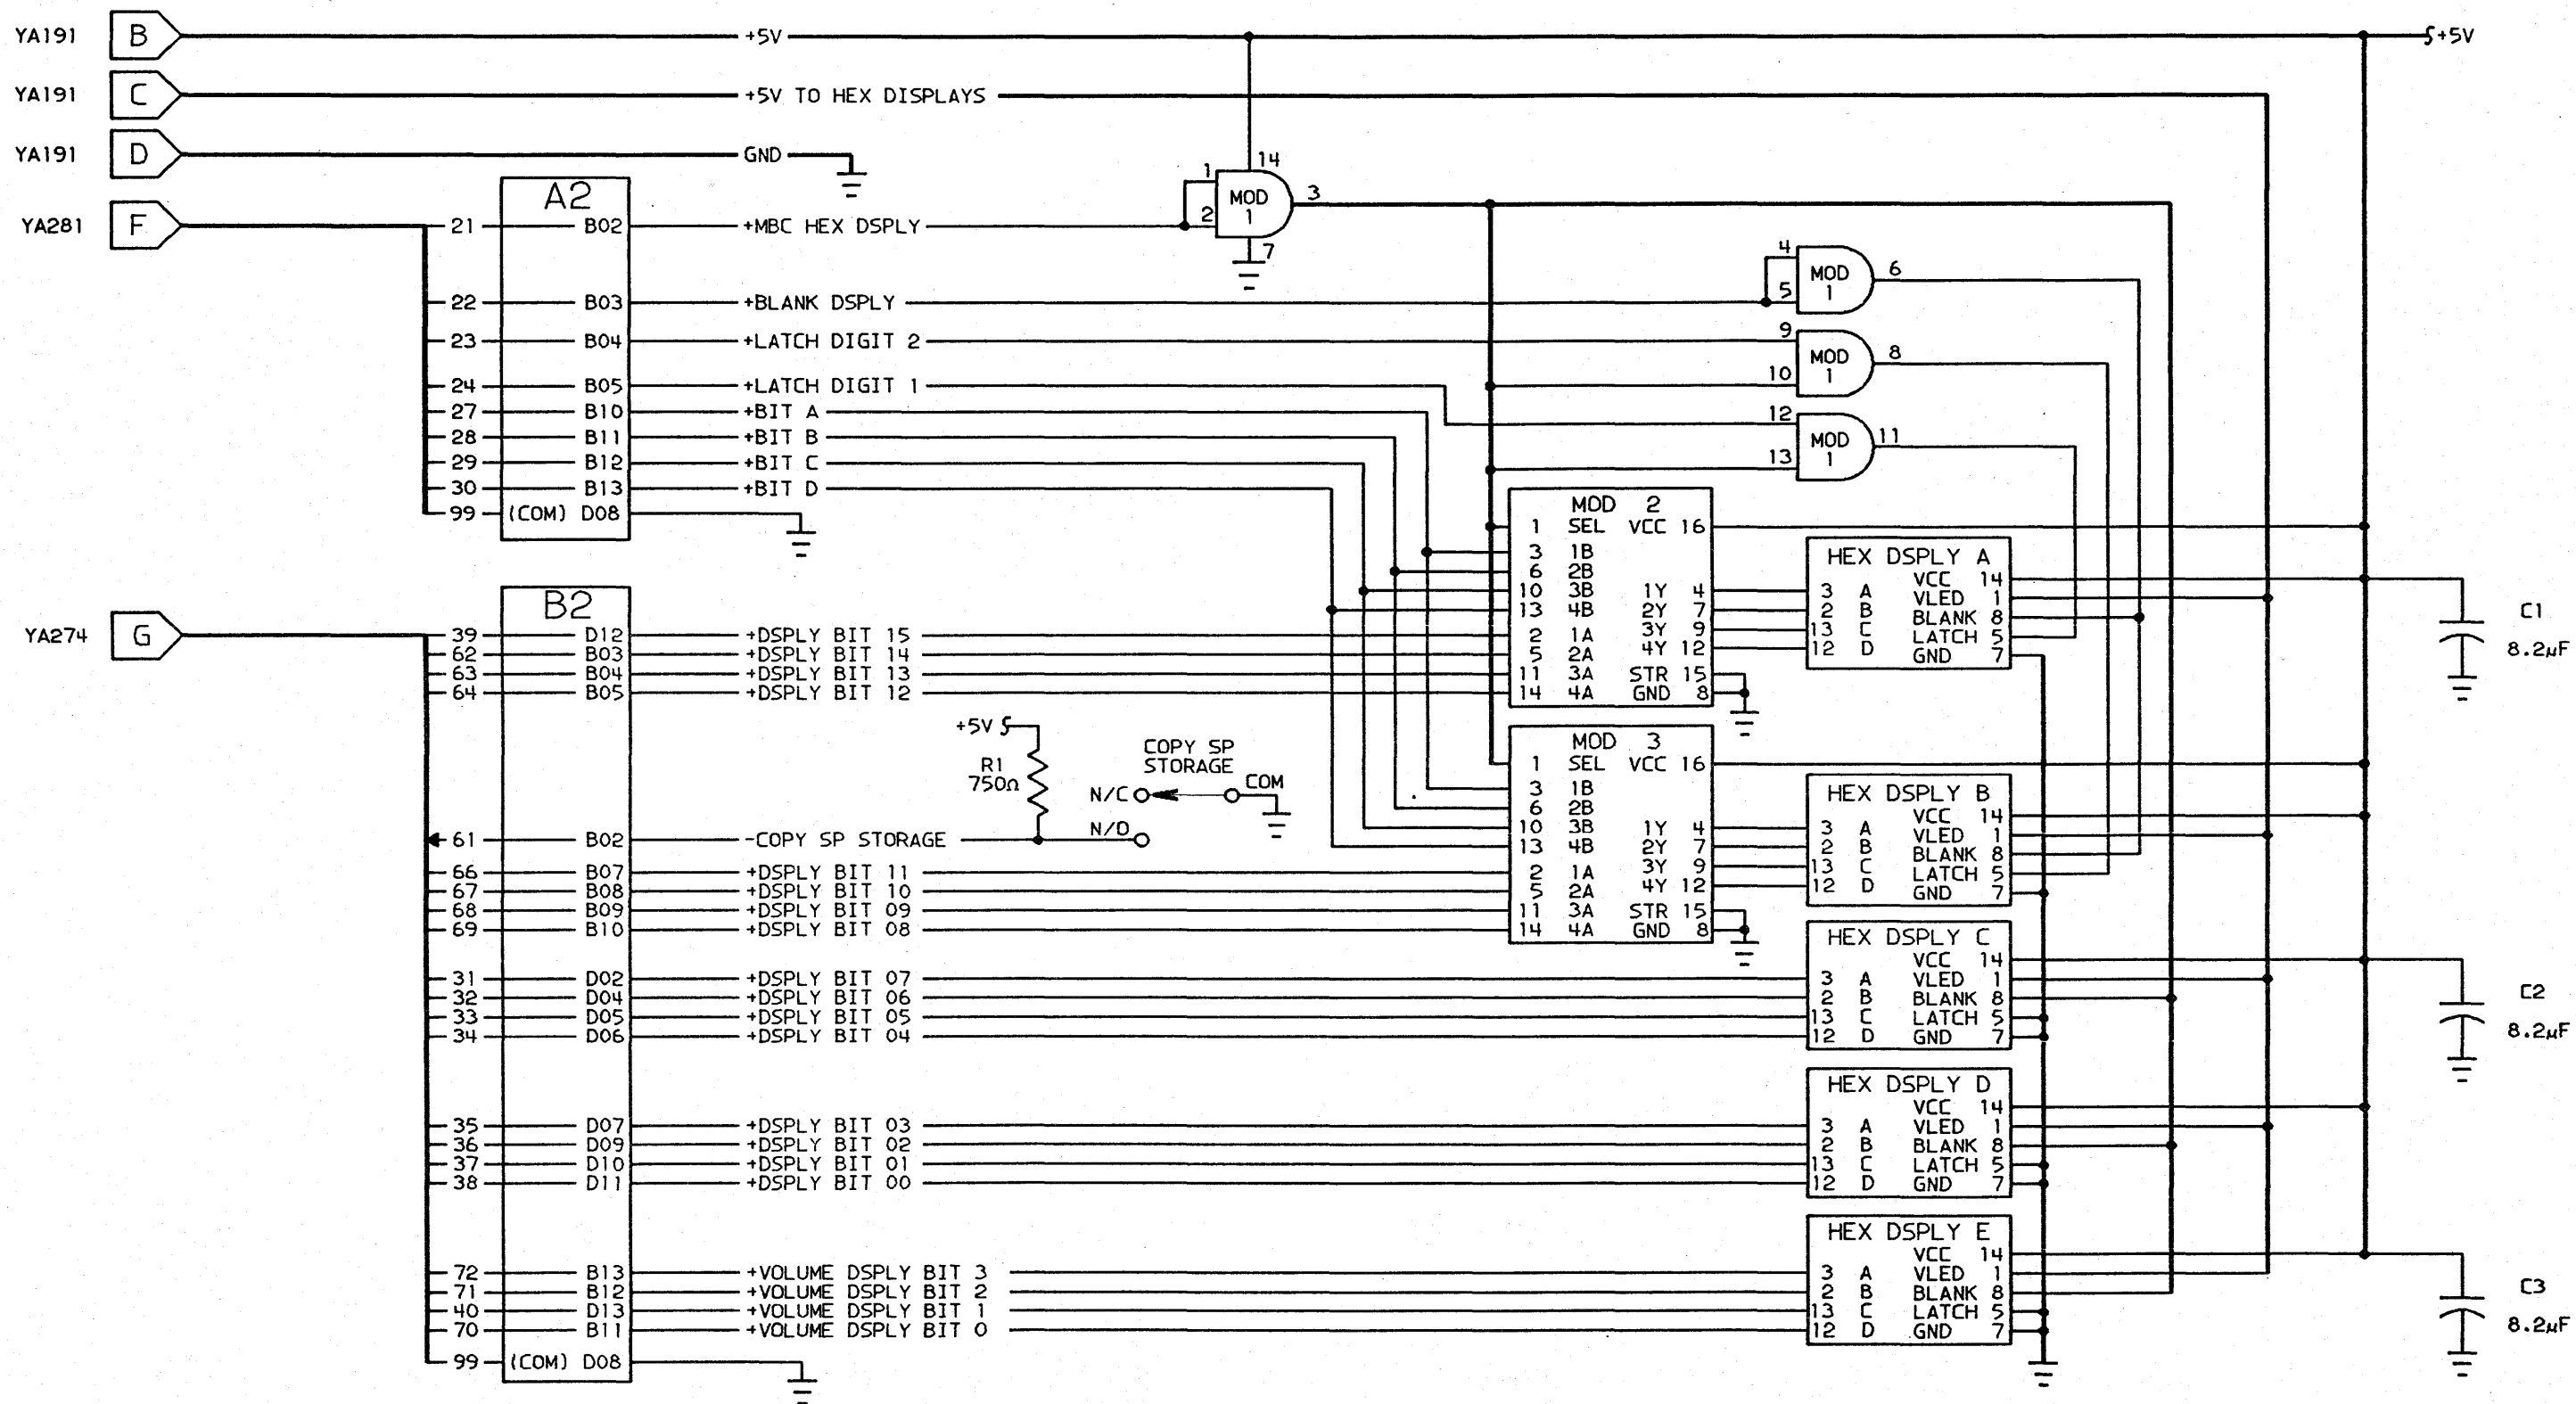 YA191 B +5V +5V
YA191 C +5V TO HEX DISPLAYS
YA191 D GND
YA281 F
A2
21 B02 +MBC HEX DSPLY
22 B03 +BLANK DSPLY
23 B04 +LATCH DIGIT 2
24 B05 +LATCH DIGIT 1
27 B10 +BIT A
28 B11 +BIT B
29 B12 +BIT C
30 B13 +BIT D
99 (COM) D08
1 14
MOD 3
2 1
7
4 MOD 6
5 1
9 MOD 8
10 1
12 MOD 11
13 1
MOD 2
1 SEL VCC 16
3 1B
6 2B
10 3B 1Y 4
13 4B 2Y 7
2 1A 3Y 9
5 2A 4Y 12
11 3A STR 15
14 4A GND 8
HEX DSPLY A
VCC 14
3 A VLED 1
2 B BLANK 8
13 C LATCH 5
12 D GND 7
C1
8.2µF
YA274 G
B2
39 D12 +DSPLY BIT 15
62 B03 +DSPLY BIT 14
63 B04 +DSPLY BIT 13
64 B05 +DSPLY BIT 12
+5V
R1
750Ω
COPY SP
STORAGE
N/C COM
N/O
61 B02 -COPY SP STORAGE
66 B07 +DSPLY BIT 11
67 B08 +DSPLY BIT 10
68 B09 +DSPLY BIT 09
69 B10 +DSPLY BIT 08
MOD 3
1 SEL VCC 16
3 1B
6 2B
10 3B 1Y 4
13 4B 2Y 7
2 1A 3Y 9
5 2A 4Y 12
11 3A STR 15
14 4A GND 8
HEX DSPLY B
VCC 14
3 A VLED 1
2 B BLANK 8
13 C LATCH 5
12 D GND 7
31 D02 +DSPLY BIT 07
32 D04 +DSPLY BIT 06
33 D05 +DSPLY BIT 05
34 D06 +DSPLY BIT 04
HEX DSPLY C
VCC 14
3 A VLED 1
2 B BLANK 8
13 C LATCH 5
12 D GND 7
C2
8.2µF
35 D07 +DSPLY BIT 03
36 D09 +DSPLY BIT 02
37 D10 +DSPLY BIT 01
38 D11 +DSPLY BIT 00
HEX DSPLY D
VCC 14
3 A VLED 1
2 B BLANK 8
13 C LATCH 5
12 D GND 7
72 B13 +VOLUME DSPLY BIT 3
71 B12 +VOLUME DSPLY BIT 2
40 D13 +VOLUME DSPLY BIT 1
70 B11 +VOLUME DSPLY BIT 0
99 (COM) D08
HEX DSPLY E
VCC 14
3 A VLED 1
2 B BLANK 8
13 C LATCH 5
12 D GND 7
C3
8.2µF